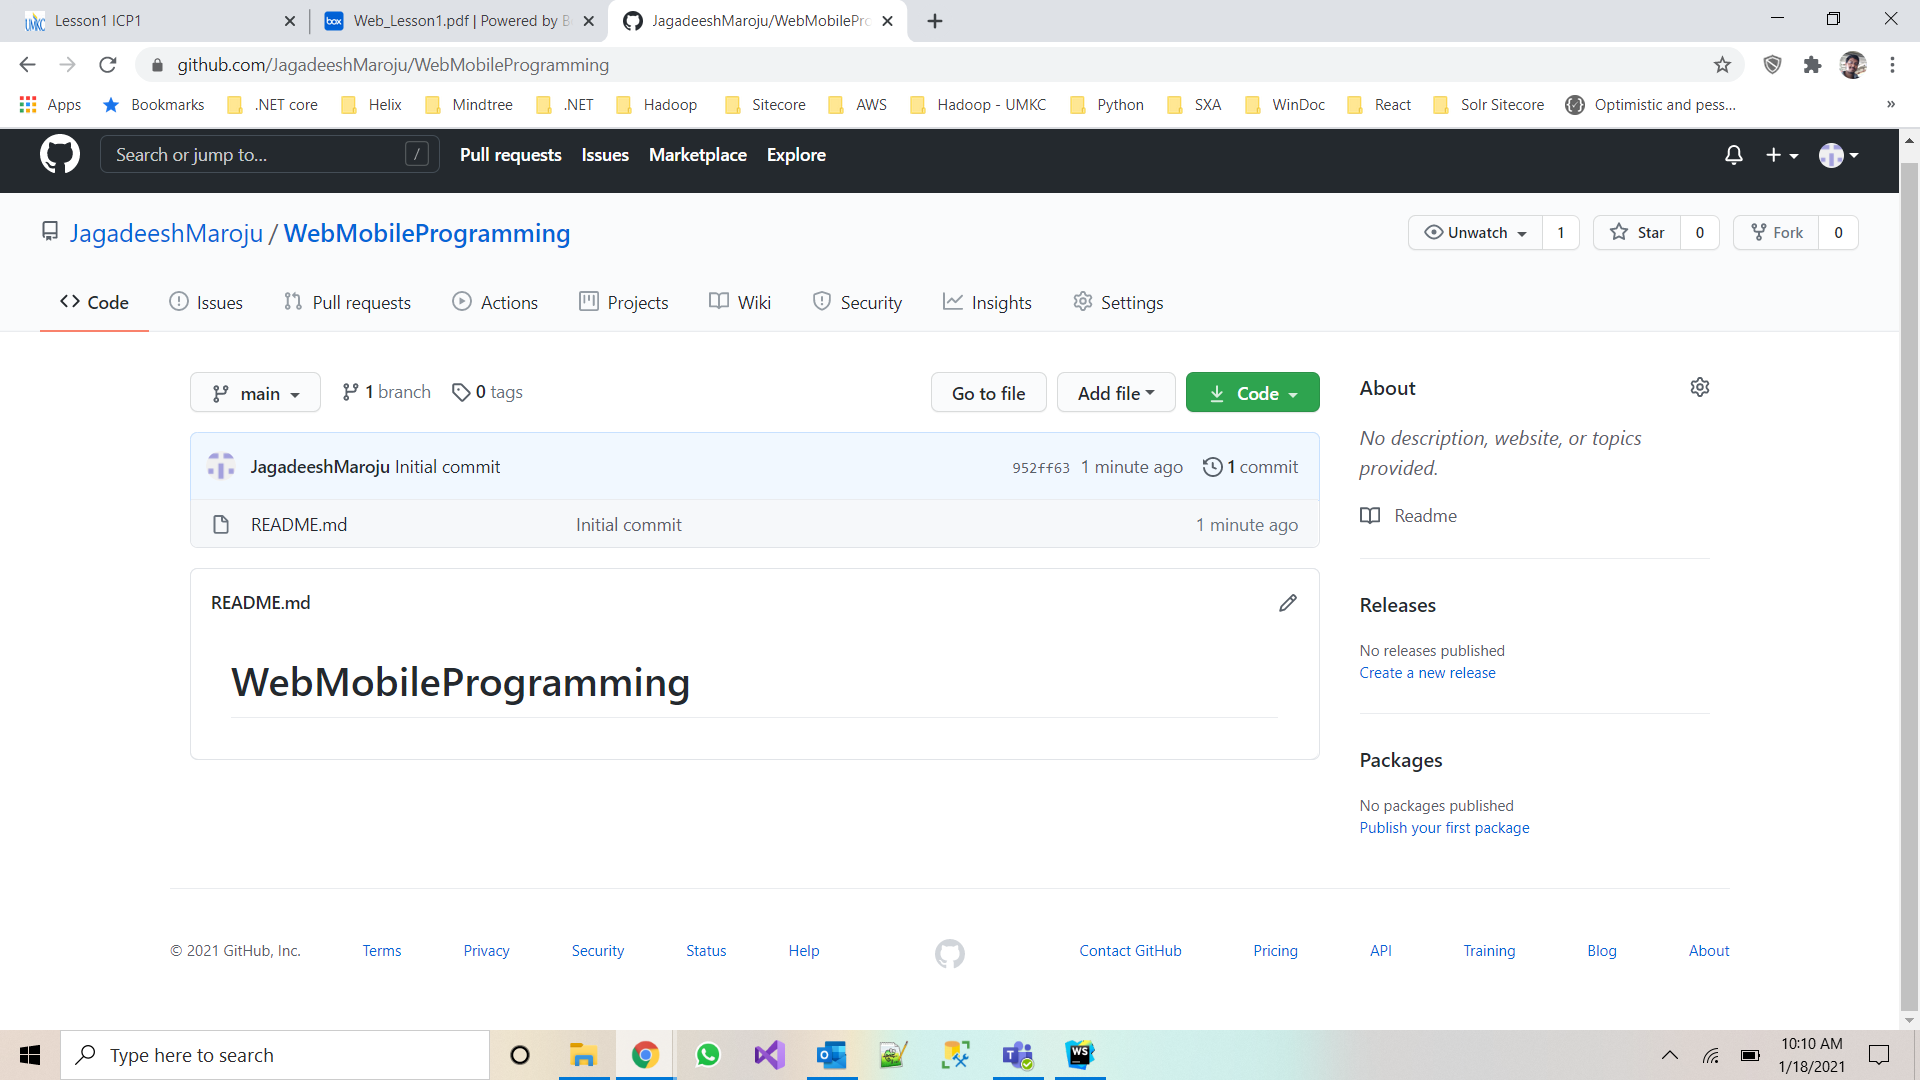 Lesson1 ICP1
Web_Lesson1.pdf | Powered by B
JagadeeshMaroju/WebMobilePro
github.com/JagadeeshMaroju/WebMobileProgramming
Apps Bookmarks .NET core Helix Mindtree .NET Hadoop Sitecore AWS Hadoop - UMKC Python SXA WinDoc React Solr Sitecore Optimistic and pess... »
Search or jump to... / Pull requests Issues Marketplace Explore
JagadeeshMaroju / WebMobileProgramming
Unwatch 1 Star 0 Fork 0
Code Issues Pull requests Actions Projects Wiki Security Insights Settings
main 1 branch 0 tags Go to file Add file Code
JagadeeshMaroju Initial commit 952ff63 1 minute ago 1 commit
README.md Initial commit 1 minute ago
README.md
WebMobileProgramming
About
No description, website, or topics
provided.
Readme
Releases
No releases published
Create a new release
Packages
No packages published
Publish your first package
© 2021 GitHub, Inc. Terms Privacy Security Status Help Contact GitHub Pricing API Training Blog About
Type here to search
WS
10:10 AM
1/18/2021